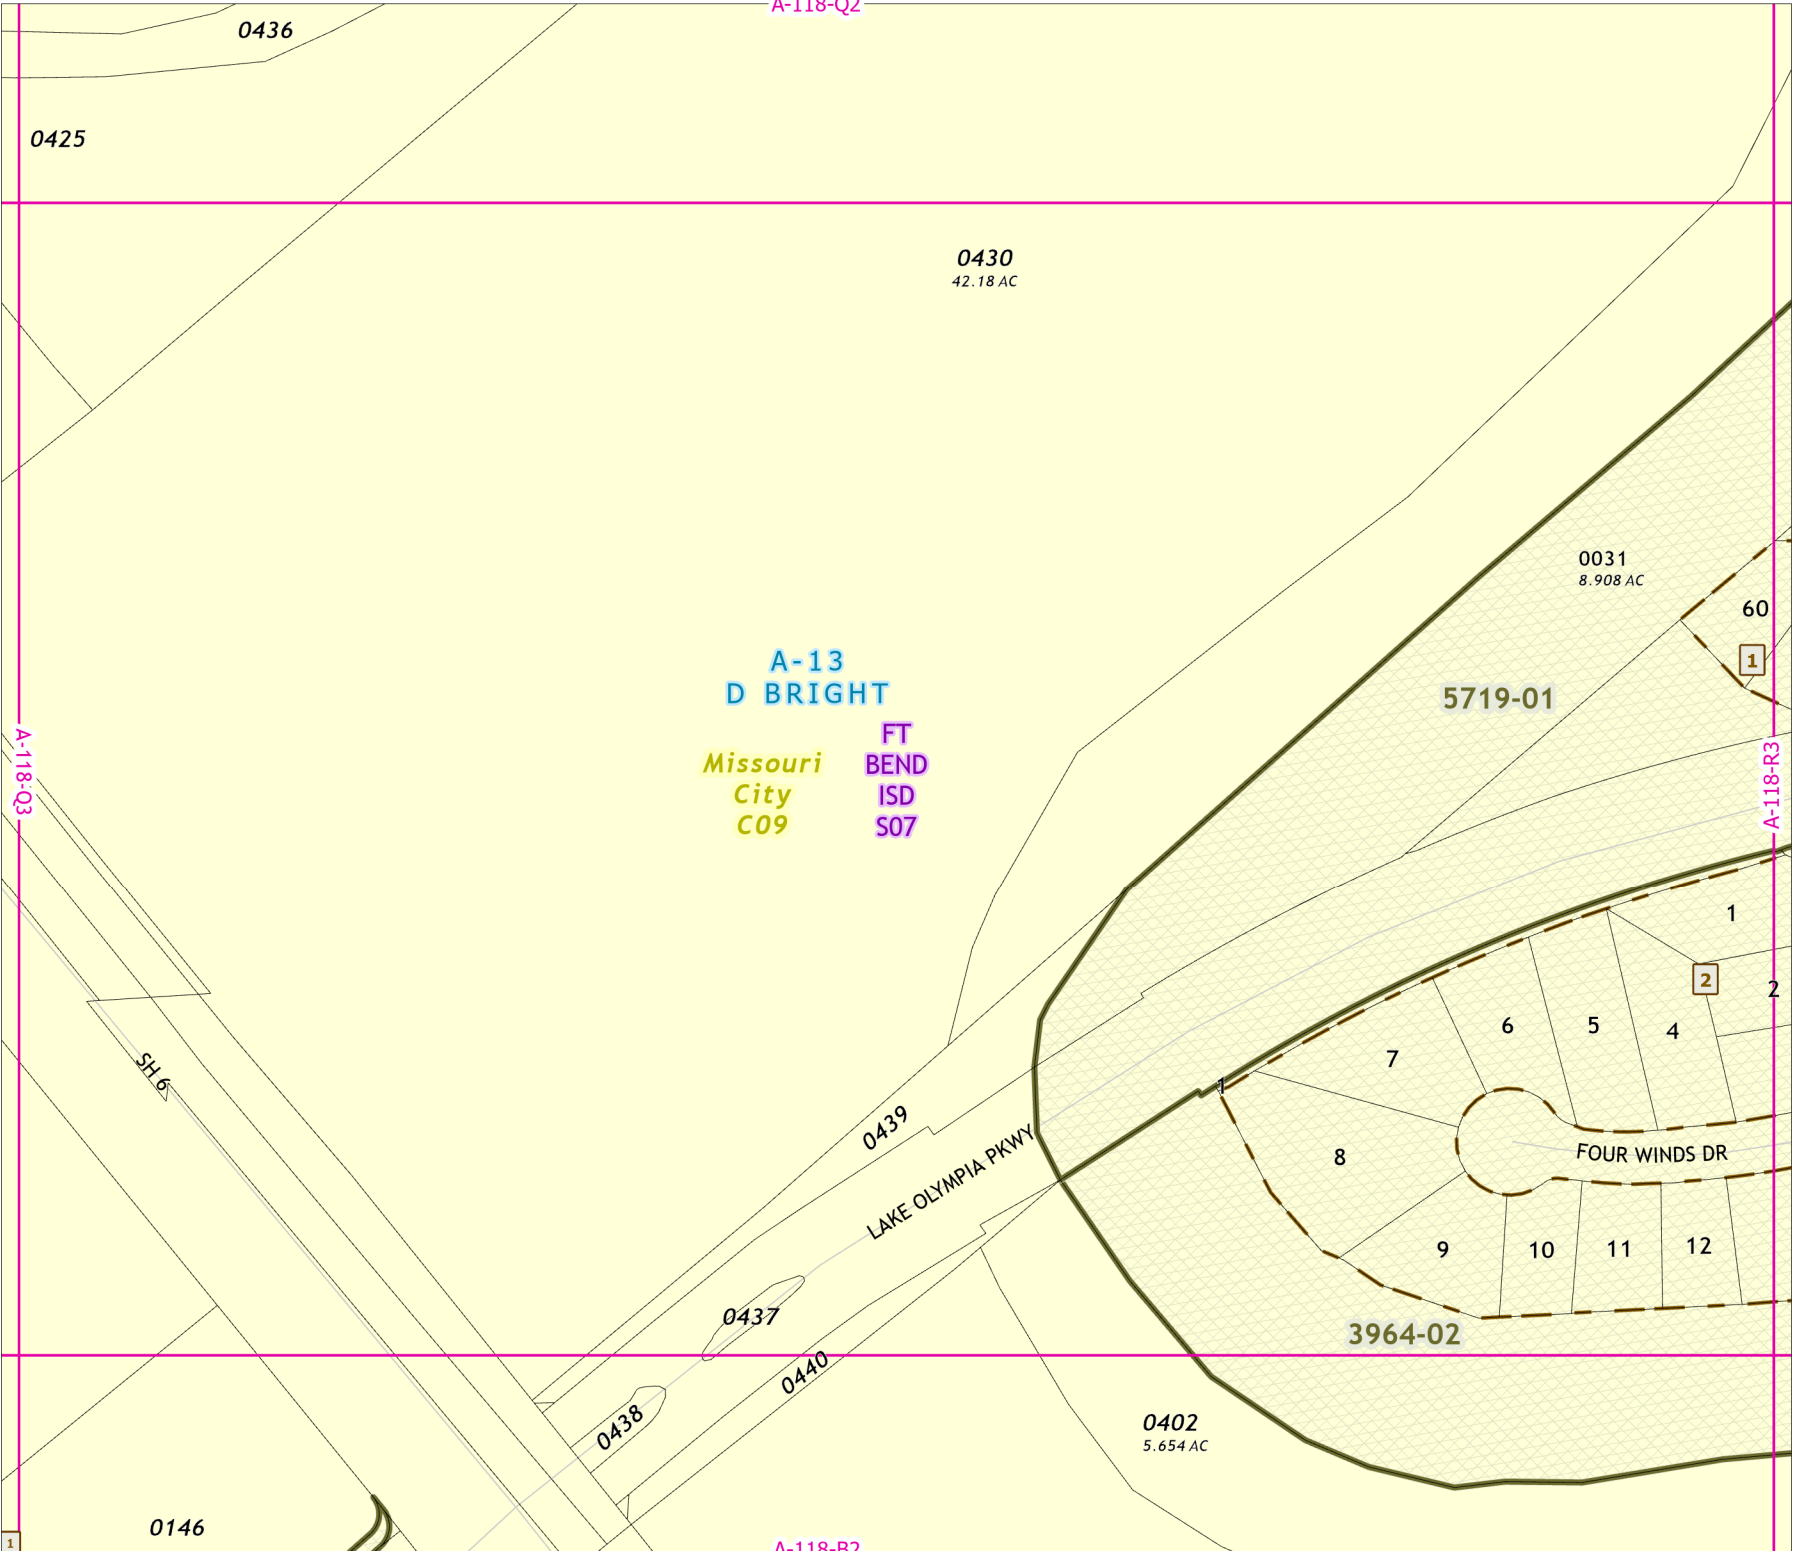 A-118-Q2
0436
0425
0430
42.18 AC
0031
8.908 AC
60
1
A-13
D BRIGHT
5719-01
FT
BEND
ISD
S07
Missouri
City
C09
A-118-Q3
A-118-R3
1
2
2
6
5
4
7
1
SH 6
0439
LAKE OLYMPIA PKWY
8
FOUR WINDS DR
9
10
11
12
0437
3964-02
0440
0438
0402
5.654 AC
0146
1
A-118-B2